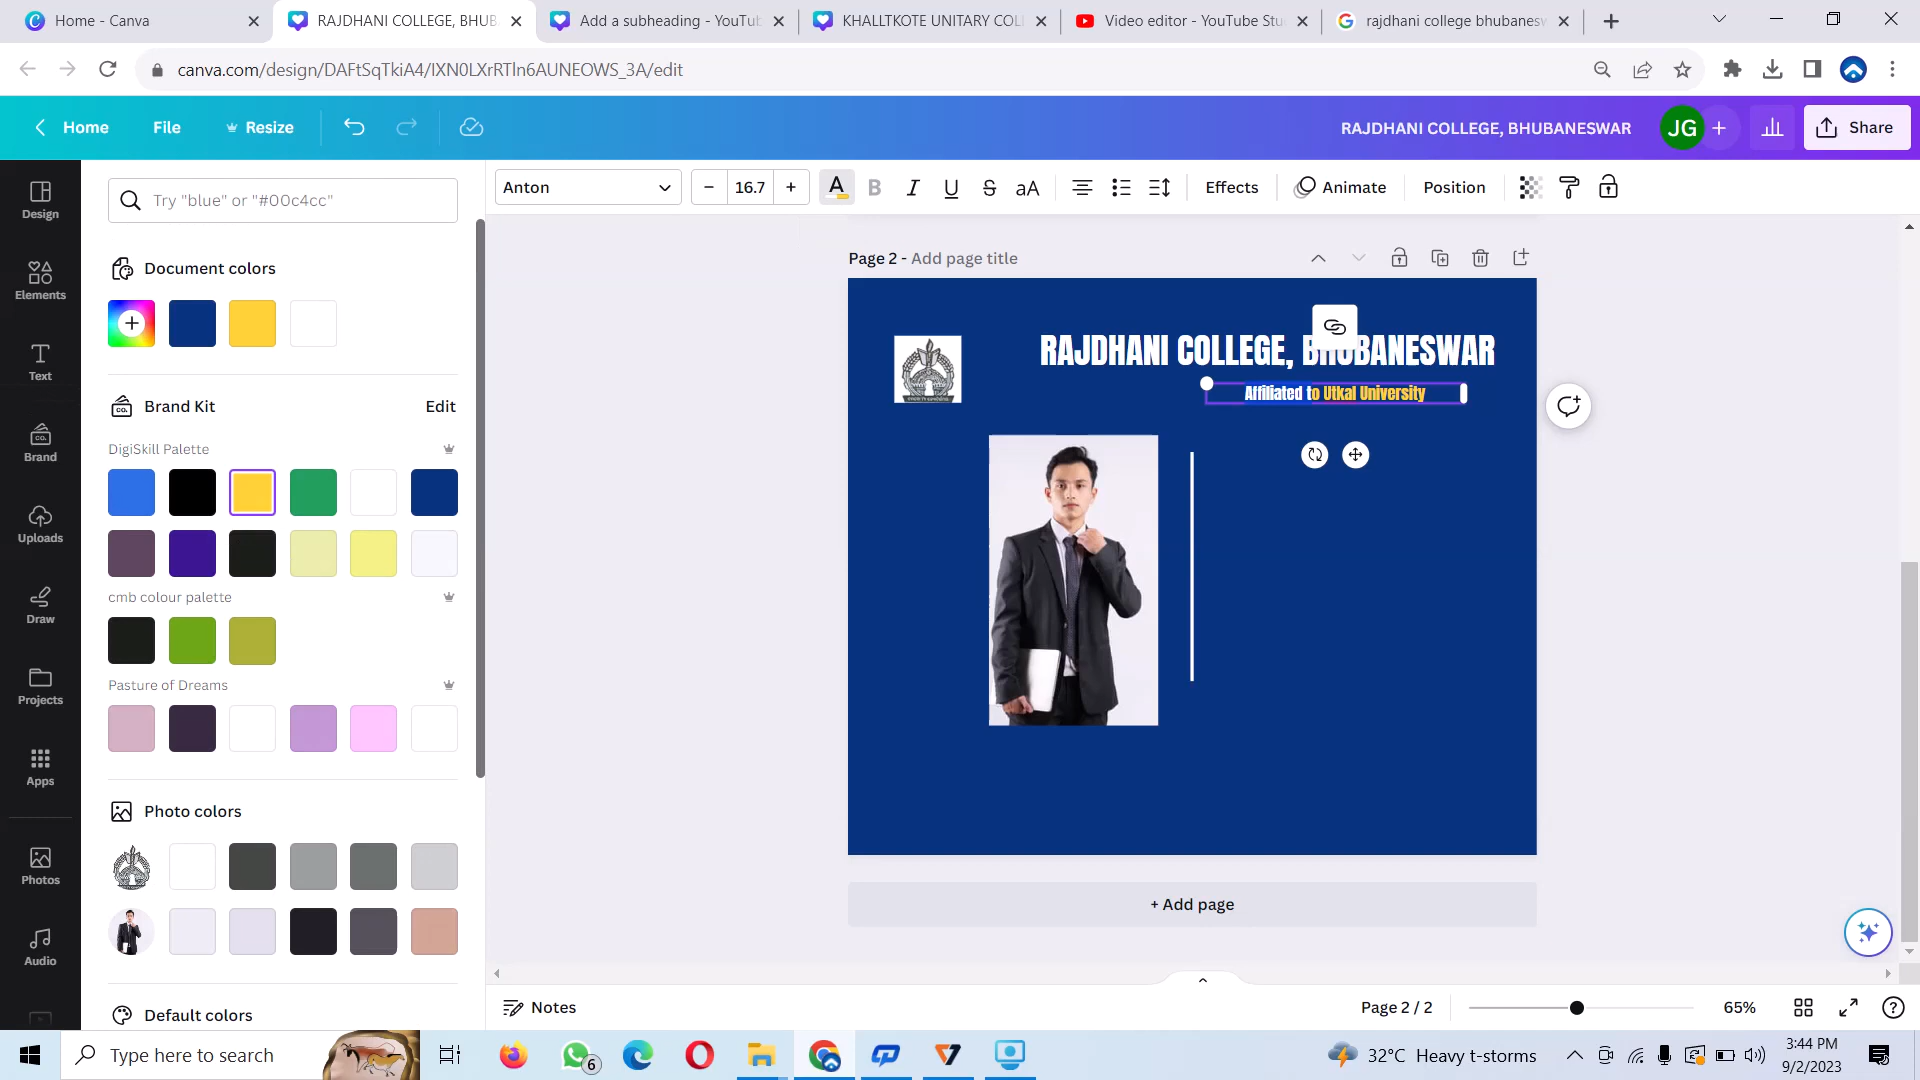 Home - Canva
RAJDHANI COLLEGE, BHUB
Add a subheading - YouTub
KHALLTKOTE UNITARY COLL
Video editor - YouTube Stu
rajdhani college bhubanesw
canva.com/design/DAFtSqTkiA4/IXN0LXrRTln6AUNEOWS_3A/edit
Home
File
Resize
RAJDHANI COLLEGE, BHUBANESWAR
JG
Share
Design
Elements
Text
Brand
Uploads
Draw
Projects
Apps
Photos
Audio
Try "blue" or "#00c4cc"
Document colors
Brand Kit
Edit
DigiSkill Palette
cmb colour palette
Pasture of Dreams
Photo colors
Default colors
Anton
16.7
A
B
I
U
S
aA
Effects
Animate
Position
Page 2 - Add page title
RAJDHANI COLLEGE, BHUBANESWAR
Affiliated to Utkal University
+ Add page
Notes
Page 2 / 2
65%
Type here to search
6
32°C Heavy t-storms
3:44 PM
9/2/2023